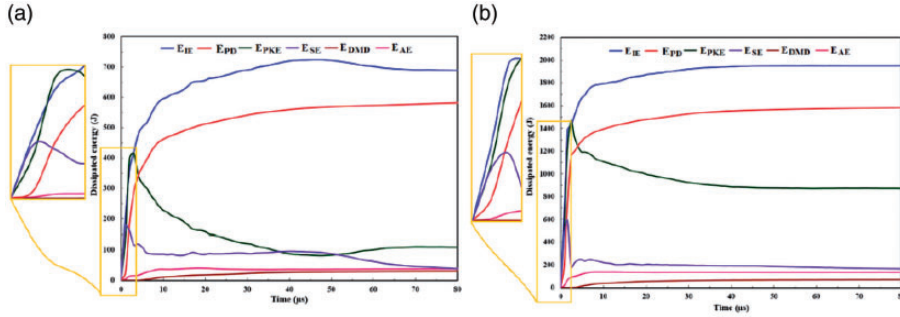 (a)
800
700
600
500
400
300
200
100
0
Dissipated energy (J)
E_IE E_PD E_PKE E_SE E_DMD E_AE
0 10 20 30 40 50 60 70 80
Time (µs)
(b)
2200
2000
1800
1600
1400
1200
1000
800
600
400
200
0
Dissipated energy (J)
E_IE E_PD E_PKE E_SE E_DMD E_AE
0 10 20 30 40 50 60 70 80
Time (µs)